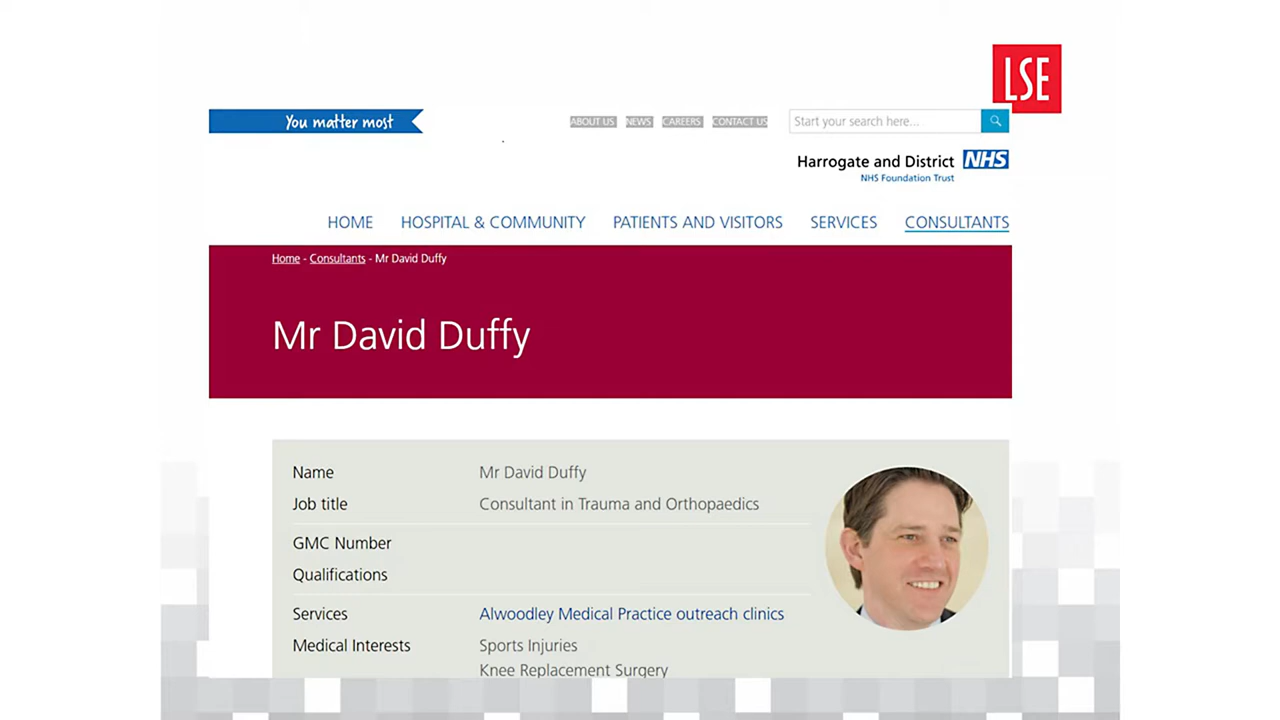 LSE
You matter most
ABOUT US NEWS CAREERS CONTACT US
Start your search here...
Harrogate and District NHS
NHS Foundation Trust
HOME HOSPITAL & COMMUNITY PATIENTS AND VISITORS SERVICES CONSULTANTS
Home - Consultants - Mr David Duffy
Mr David Duffy
Name Mr David Duffy
Job title Consultant in Trauma and Orthopaedics
GMC Number
Qualifications
Services Alwoodley Medical Practice outreach clinics
Medical Interests Sports Injuries
Knee Replacement Surgery